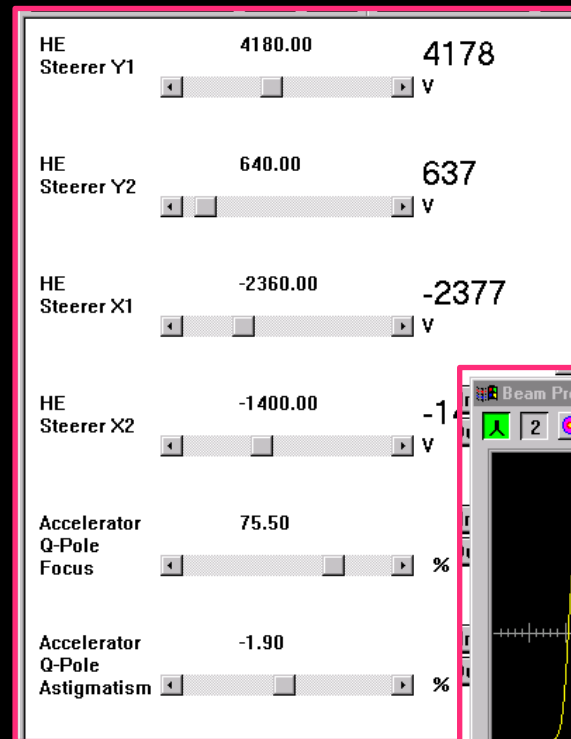 HE
Steerer Y1
4180.00
4178
V
HE
Steerer Y2
640.00
637
V
HE
Steerer X1
-2360.00
-2377
V
HE
Steerer X2
-1400.00
V
Accelerator
Q-Pole
Focus
75.50
%
Accelerator
Q-Pole
Astigmatism
-1.90
%
Beam
2